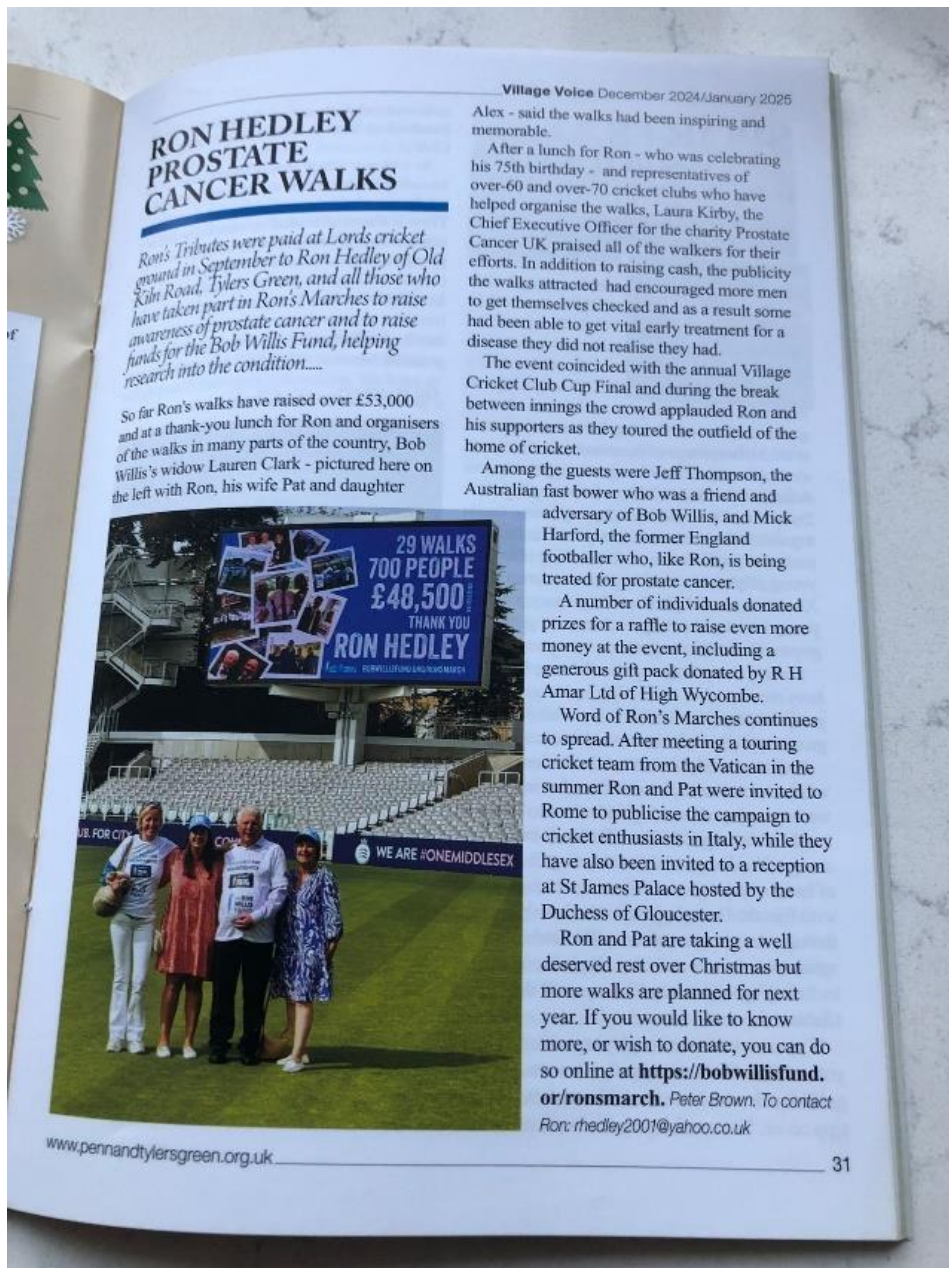 Village Voice December 2024/January 2025
RON HEDLEY
PROSTATE
CANCER WALKS
Ron's Tributes were paid at Lords cricket
ground in September to Ron Hedley of Old
Kiln Road, Tylers Green, and all those who
have taken part in Ron's Marches to raise
awareness of prostate cancer and to raise
funds for the Bob Willis Fund, helping
research into the condition.....
So far Ron's walks have raised over £53,000
and at a thank-you lunch for Ron and organisers
of the walks in many parts of the country, Bob
Willis's widow Lauren Clark - pictured here on
the left with Ron, his wife Pat and daughter
Alex - said the walks had been inspiring and
memorable.
After a lunch for Ron - who was celebrating
his 75th birthday - and representatives of
over-60 and over-70 cricket clubs who have
helped organise the walks, Laura Kirby, the
Chief Executive Officer for the charity Prostate
Cancer UK praised all of the walkers for their
efforts. In addition to raising cash, the publicity
the walks attracted had encouraged more men
to get themselves checked and as a result some
had been able to get vital early treatment for a
disease they did not realise they had.
The event coincided with the annual Village
Cricket Club Cup Final and during the break
between innings the crowd applauded Ron and
his supporters as they toured the outfield of the
home of cricket.
Among the guests were Jeff Thompson, the
Australian fast bower who was a friend and
adversary of Bob Willis, and Mick
Harford, the former England
footballer who, like Ron, is being
treated for prostate cancer.
A number of individuals donated
prizes for a raffle to raise even more
money at the event, including a
generous gift pack donated by R H
Amar Ltd of High Wycombe.
Word of Ron's Marches continues
to spread. After meeting a touring
cricket team from the Vatican in the
summer Ron and Pat were invited to
Rome to publicise the campaign to
cricket enthusiasts in Italy, while they
have also been invited to a reception
at St James Palace hosted by the
Duchess of Gloucester.
Ron and Pat are taking a well
deserved rest over Christmas but
more walks are planned for next
year. If you would like to know
more, or wish to donate, you can do
so online at https://bobwillisfund.
or/ronsmarch. Peter Brown. To contact
Ron: rhedley2001@yahoo.co.uk
29 WALKS
700 PEOPLE
£48,500
THANK YOU
RON HEDLEY
BOBWILLISFUND.ORG/RONSMARCH
UB. FOR CITY
WE ARE #ONEMIDDLESEX
www.pennandtylersgreen.org.uk
31